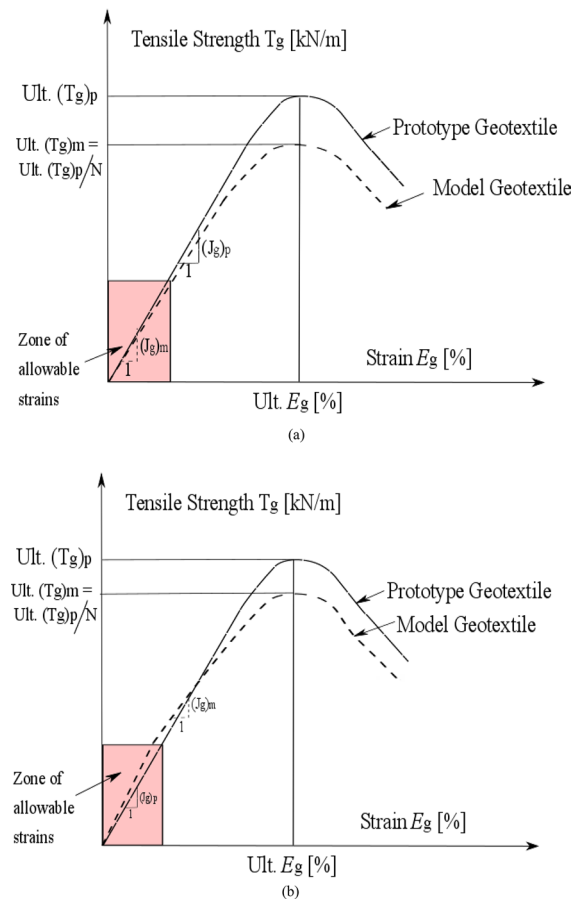 Tensile Strength Tg [kN/m]
Ult. (Tg)p
Prototype Geotextile
Ult. (Tg)m =
Ult. (Tg)p/N
Model Geotextile
(Jg)p
1
Zone of
allowable
strains
(Jg)m
1
Strain Eg [%]
Ult. Eg [%]
(a)
Tensile Strength Tg [kN/m]
Ult. (Tg)p
Ult. (Tg)m =
Ult. (Tg)p/N
Prototype Geotextile
Model Geotextile
(Jg)m
1
Zone of
allowable
strains
(Jg)p
1
Strain Eg [%]
Ult. Eg [%]
(b)